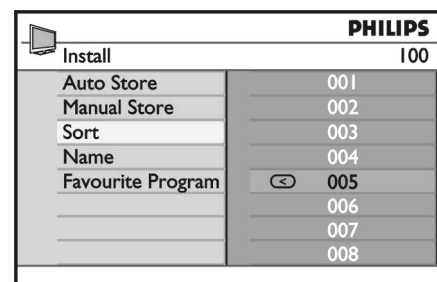 PHILIPS
Install 100
Auto Store 001
Manual Store 002
Sort 003
Name 004
Favourite Program < 005
006
007
008